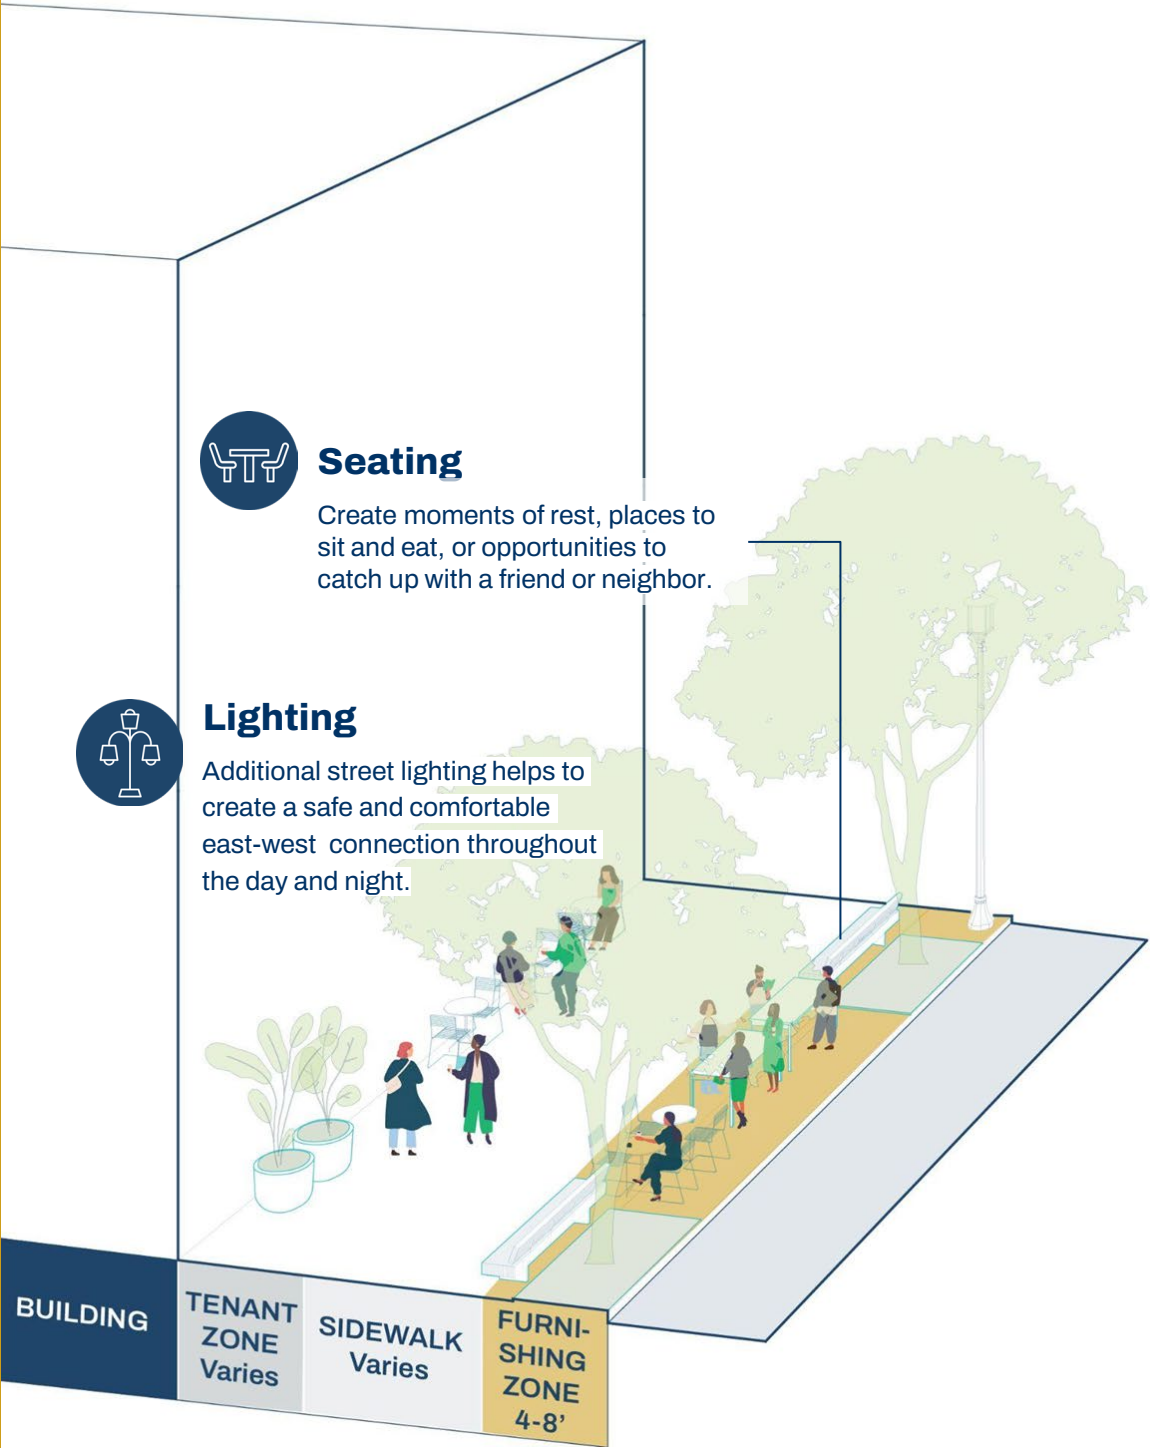 Seating
Create moments of rest, places to
sit and eat, or opportunities to
catch up with a friend or neighbor.
Lighting
Additional street lighting helps to
create a safe and comfortable
east-west  connection throughout
the day and night.
BUILDING
TENANT
ZONE
Varies
SIDEWALK
Varies
FURNI-
SHING
ZONE
4-8’